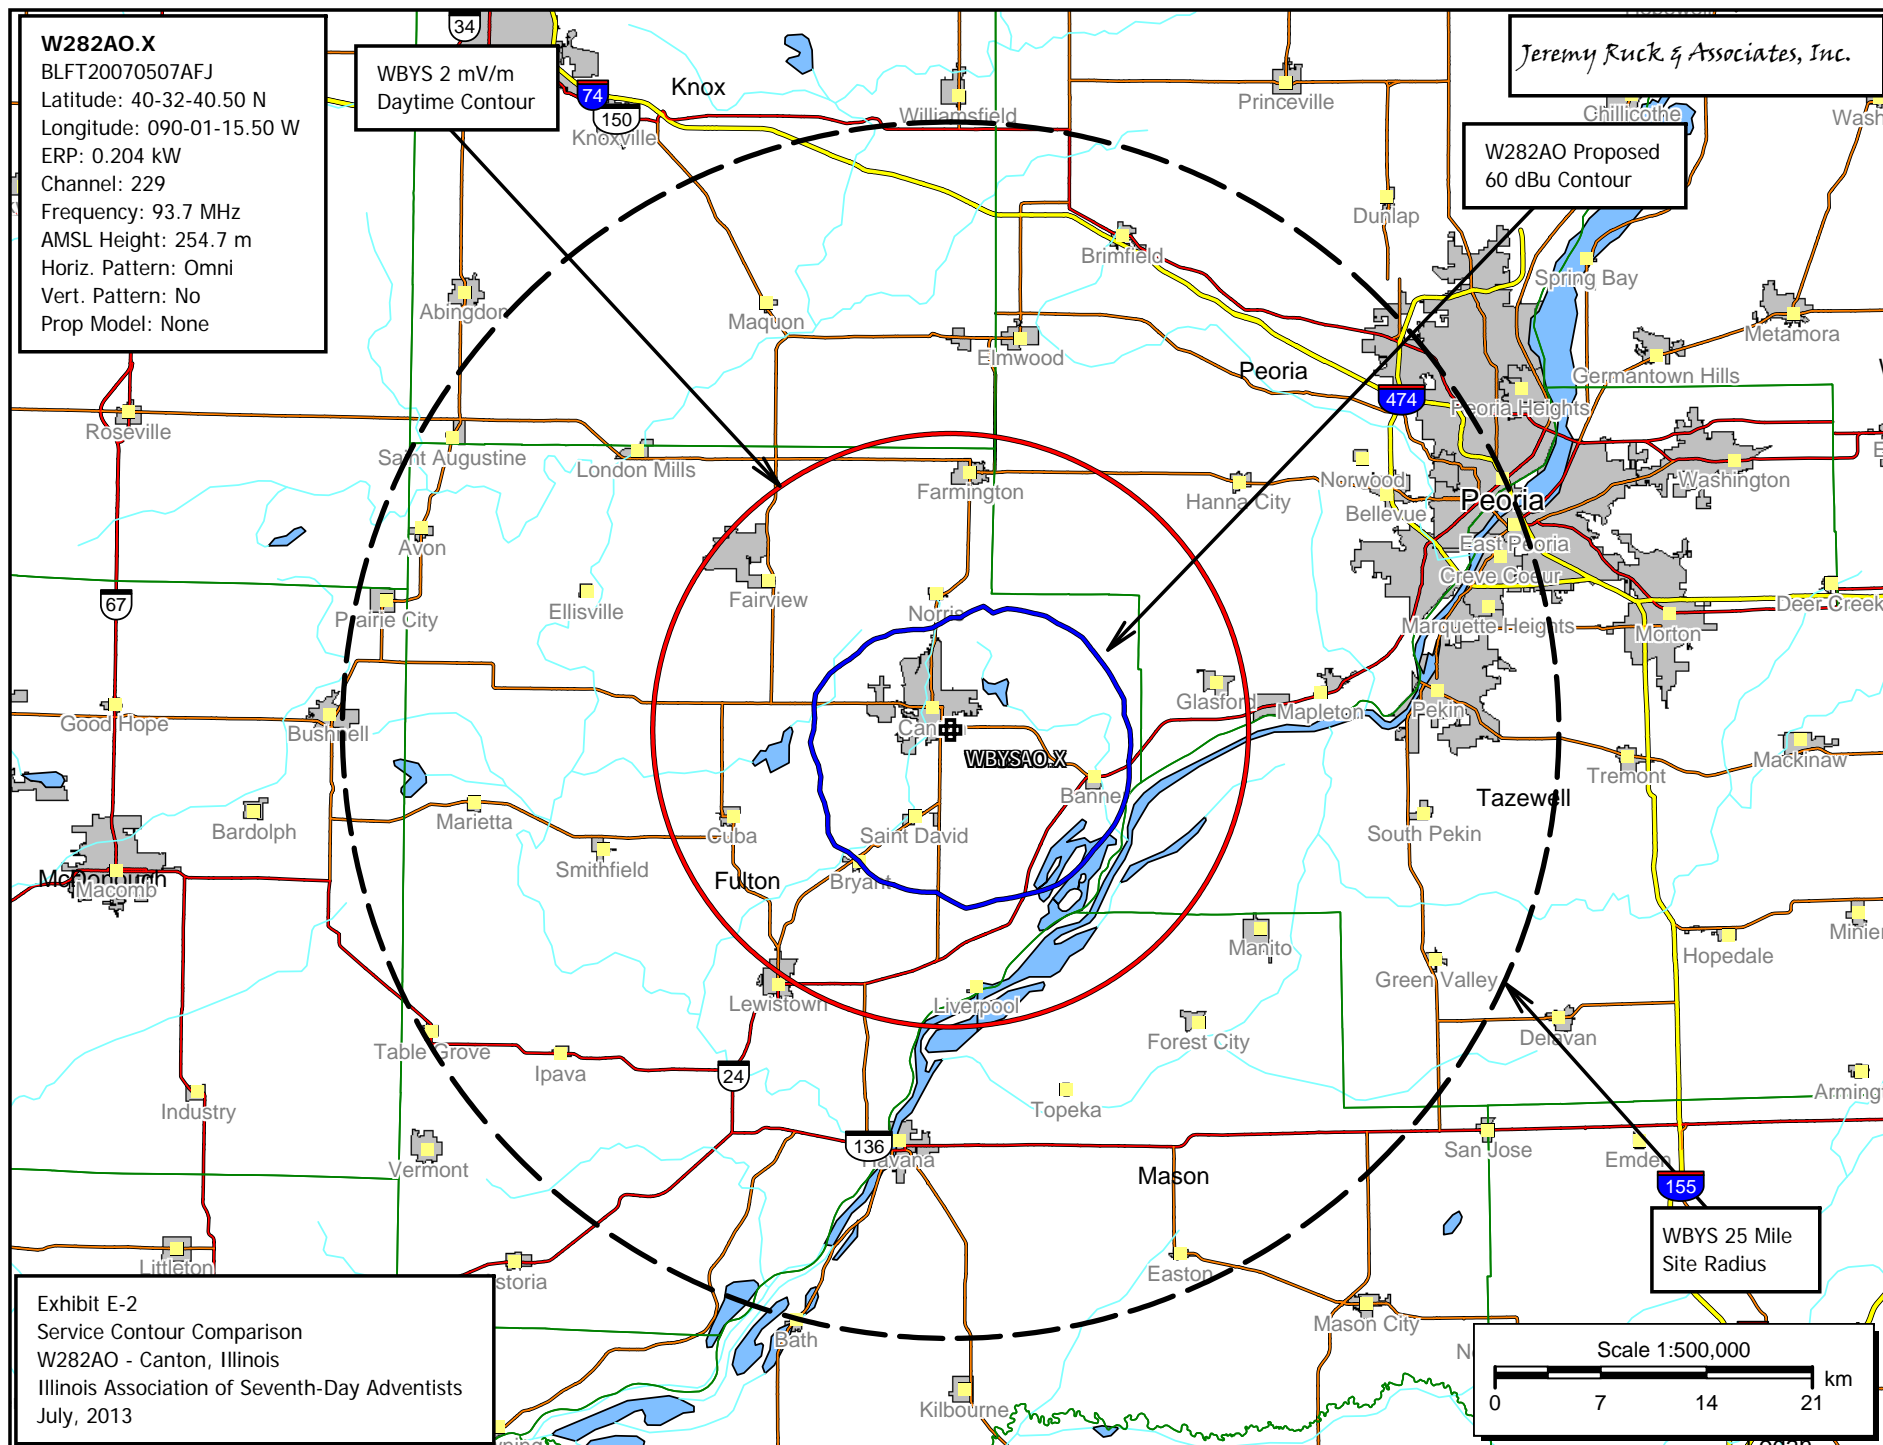 W282AO.X
BLFT20070507AFJ
Latitude: 40-32-40.50 N
Longitude: 090-01-15.50 W
ERP: 0.204 kW
Channel: 229
Frequency: 93.7 MHz
AMSL Height: 254.7 m
Horiz. Pattern: Omni
Vert. Pattern: No
Prop Model: None
34
WBYS 2 mV/m
Daytime Contour
74
150
Knox
Knoxville
Williamsfield
Princeville
Jeremy Ruck & Associates, Inc.
Chillicothe
Wash
W282AO Proposed
60 dBu Contour
Dunlap
Brimfield
Spring Bay
Abingdon
Maquon
Elmwood
Metamora
Peoria
Germantown Hills
474
Peoria Heights
Roseville
Saint Augustine
London Mills
Farmington
Hanna City
Norwood
Washington
Bellevue
Peoria
Avon
East Peoria
Creve Coeur
67
Prairie City
Ellisville
Fairview
Norris
Marquette Heights
Morton
Deer Creek
Good Hope
Bushnell
Can
Glasford
Mapleton
Pekin
WBYSAO.X
Tremont
Mackinaw
Banner
Tazewell
Bardolph
Marietta
Cuba
Saint David
South Pekin
Smithfield
McDonough
Macomb
Fulton
Bryant
Manito
Hopedale
Minier
Green Valley
Lewistown
Liverpool
Forest City
Delavan
Table Grove
Ipava
24
Topeka
Industry
Armingt
136
Havana
Vermont
San Jose
Emden
Mason
155
WBYS 25 Mile
Site Radius
Littleton
storia
Easton
Bath
Mason City
Exhibit E-2
Service Contour Comparison
W282AO - Canton, Illinois
Illinois Association of Seventh-Day Adventists
July, 2013
Kilbourne
Scale 1:500,000
km
0 7 14 21